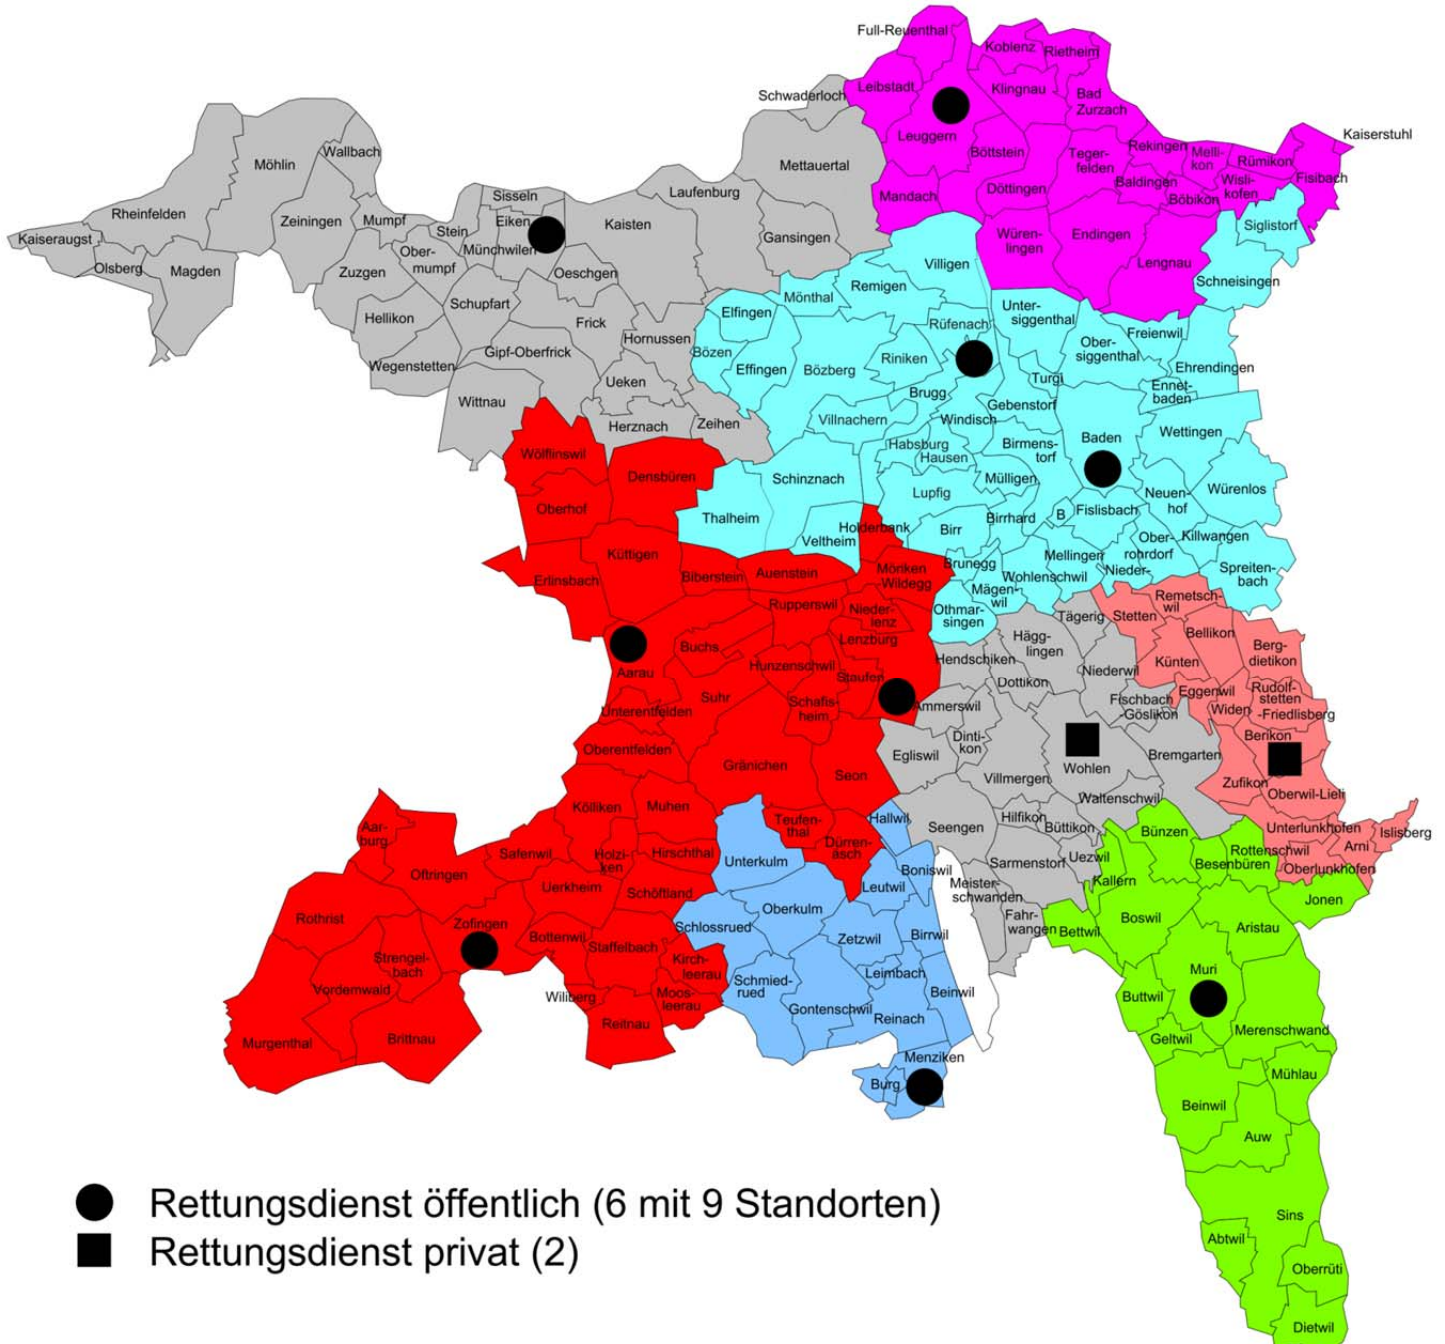 Full-Reuenthal
Koblenz
Rietheim
Schwaderloch
Leibstadt
Klingnau
Bad
Zurzach
Leuggern
Kaiserstuhl
Wallbach
Möhlin
Mettauertal
Böttstein
Teger-
felden
Rekingen
Melli-
kon
Rümikon
Fisibach
Baldingen
Wisli-
kofen
Böbikon
Mandach
Döttingen
Sisseln
Laufenburg
Rheinfelden
Zeiningen
Mumpf
Eiken
Stein
Kaisten
Gansingen
Würen-
lingen
Endingen
Siglistorf
Kaiseraugst
Münchwilen
Ober-
mumpf
Olsberg
Magden
Zuzgen
Oeschgen
Villigen
Lengnau
Schneisingen
Remigen
Mönthal
Schupfart
Elfingen
Unter-
siggenthal
Hellikon
Frick
Rüfenach
Freienwil
Hornussen
Ober-
siggenthal
Gipf-Oberfrick
Bözen
Riniken
Wegenstetten
Effingen
Bözberg
Ehrendingen
Ueken
Turgi
Ennet-
baden
Wittnau
Brugg
Gebenstorf
Herznach
Zeihen
Villnachern
Windisch
Wettingen
Baden
Habsburg
Hausen
Birmens-
torf
Wölflinswil
Densbüren
Schinznach
Mülligen
Lupfig
Neuen-
hof
Würenlos
Oberhof
Thalheim
Birrhard
B
Fislisbach
Holderbank
Veltheim
Birr
Ober-
rohrdorf
Killwangen
Küttigen
Mellingen
Brunegg
Nieder-
Spreiten-
bach
Erlinsbach
Biberstein
Auenstein
Möriken
Wildegg
Wohlenschwil
Mägen-
wil
Rupperswil
Nieder-
lenz
Othmar-
singen
Tägerig
Stetten
Remetsch-
wil
Lenzburg
Hägg-
lingen
Bellikon
Buchs
Berg-
dietikon
Hunzenschwil
Hendschiken
Künten
Aarau
Staufen
Dottikon
Niederwil
Eggenwil
Rudolf-
stetten
-Friedlisberg
Suhr
Schafis-
heim
Ammerswil
Fischbach
-Göslikon
Widen
Unterentfelden
Berikon
Oberentfelden
Dinti-
kon
Egliswil
Bremgarten
Gränichen
Seon
Wohlen
Villmergen
Zufikon
Oberwil-Lieli
Kölliken
Muhen
Waltenschwil
Teufen-
thal
Hallwil
Hilfikon
Büttikon
Seengen
Bünzen
Unterlunkhofen
Islisberg
Aar-
burg
Dürren-
äsch
Rottenschwil
Arni
Safenwil
Holzi-
ken
Hirschthal
Unterkulm
Sarmenstorf
Uezwil
Besenbüren
Oberlunkhofen
Oftringen
Boniswil
Kallern
Uerkheim
Schöftland
Leutwil
Meister-
schwanden
Jonen
Oberkulm
Rothrist
Zofingen
Schlossrued
Fahr-
wangen
Bettwil
Boswil
Aristau
Bottenwil
Staffelbach
Zetzwil
Birrwil
Strengel-
bach
Kirch-
leerau
Leimbach
Muri
Vordemwald
Schmied-
rued
Wiliberg
Moos-
leerau
Beinwil
Buttwil
Gontenschwil
Reinach
Reitnau
Merenschwand
Murgenthal
Brittnau
Geltwil
Menziken
Mühlau
Burg
Beinwil
Auw
Rettungsdienst öffentlich (6 mit 9 Standorten)
Sins
Abtwil
Rettungsdienst privat (2)
Oberrüti
Dietwil